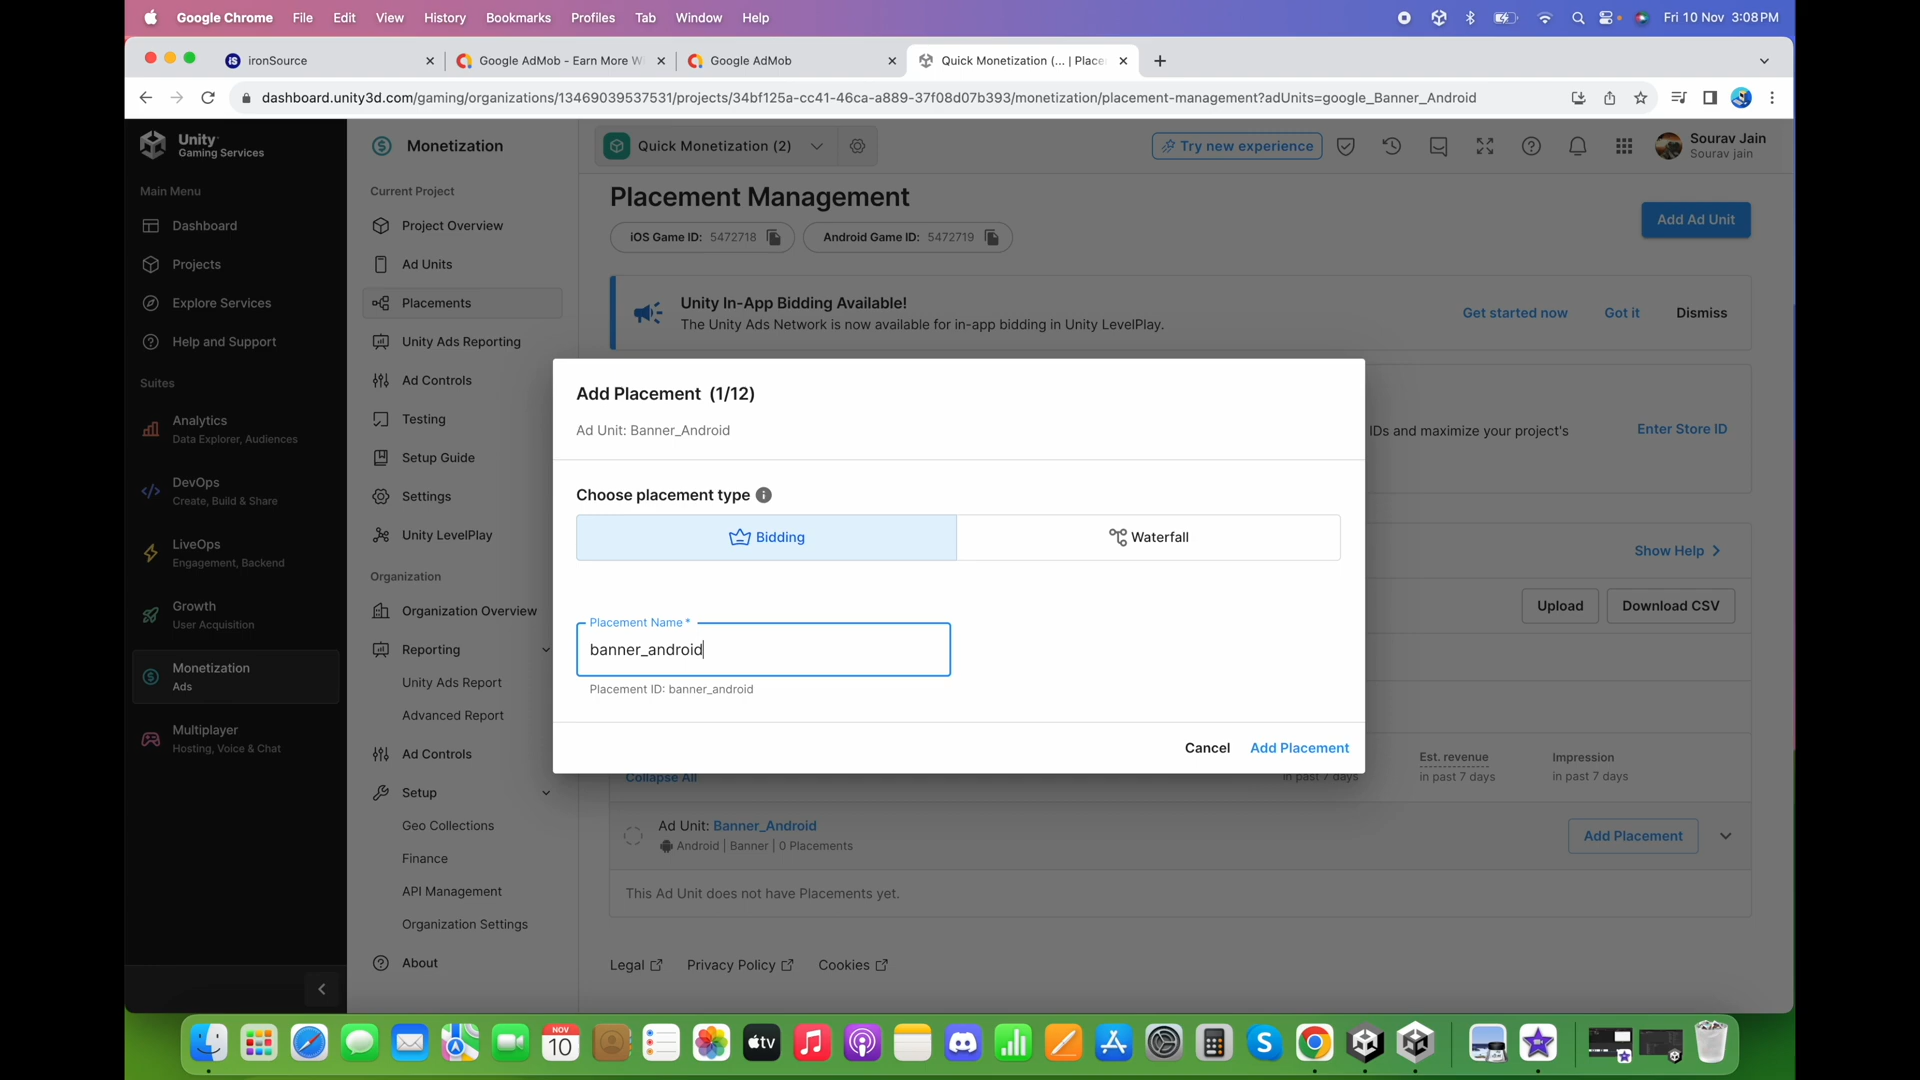 Google Chrome File Edit View History Bookmarks Profiles Tab Window Help Fri 10 Nov 3:08 PM
ironSource Google AdMob - Earn More W Google AdMob Quick Monetization (... | Place
dashboard.unity3d.com/gaming/organizations/13469039537531/projects/34bf125a-cc41-46ca-a889-37f08d07b393/monetization/placement-management?adUnits=google_Banner_Android
Unity
Gaming Services
Main Menu
Dashboard
Projects
Explore Services
Help and Support
Suites
Analytics
Data Explorer, Audiences
DevOps
Create, Build & Share
LiveOps
Engagement, Backend
Growth
User Acquisition
Monetization
Ads
Multiplayer
Hosting, Voice & Chat
Monetization
Current Project
Project Overview
Ad Units
Placements
Unity Ads Reporting
Ad Controls
Testing
Setup Guide
Settings
Unity LevelPlay
Organization
Organization Overview
Reporting
Unity Ads Report
Advanced Report
Ad Controls
Setup
Geo Collections
Finance
API Management
Organization Settings
About
Quick Monetization (2)
Try new experience
Sourav Jain
Sourav jain
Placement Management
Add Ad Unit
iOS Game ID: 5472718 Android Game ID: 5472719
Unity In-App Bidding Available!
The Unity Ads Network is now available for in-app bidding in Unity LevelPlay.
Get started now Got it Dismiss
IDs and maximize your project's
Enter Store ID
Show Help
Upload Download CSV
Add Placement (1/12)
Ad Unit: Banner_Android
Choose placement type
Bidding Waterfall
Placement Name *
banner_android
Placement ID: banner_android
Cancel Add Placement
Est. revenue Impression
Collapse All in past 7 days in past 7 days in past 7 days
Ad Unit: Banner_Android
Android | Banner | 0 Placements
Add Placement
This Ad Unit does not have Placements yet.
Legal Privacy Policy Cookies
NOV
10
tv